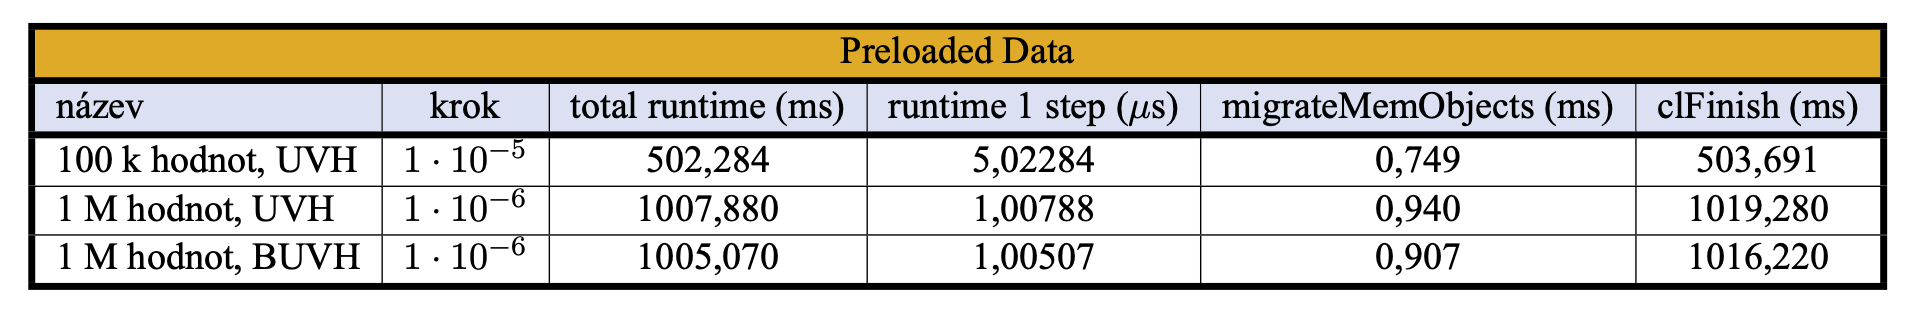 Preloaded Data
název krok total runtime (ms) runtime 1 step (μs) migrateMemObjects (ms) clFinish (ms)
100 k hodnot, UVH 1 · 10⁻⁵ 502,284 5,02284 0,749 503,691
1 M hodnot, UVH 1 · 10⁻⁶ 1007,880 1,00788 0,940 1019,280
1 M hodnot, BUVH 1 · 10⁻⁶ 1005,070 1,00507 0,907 1016,220